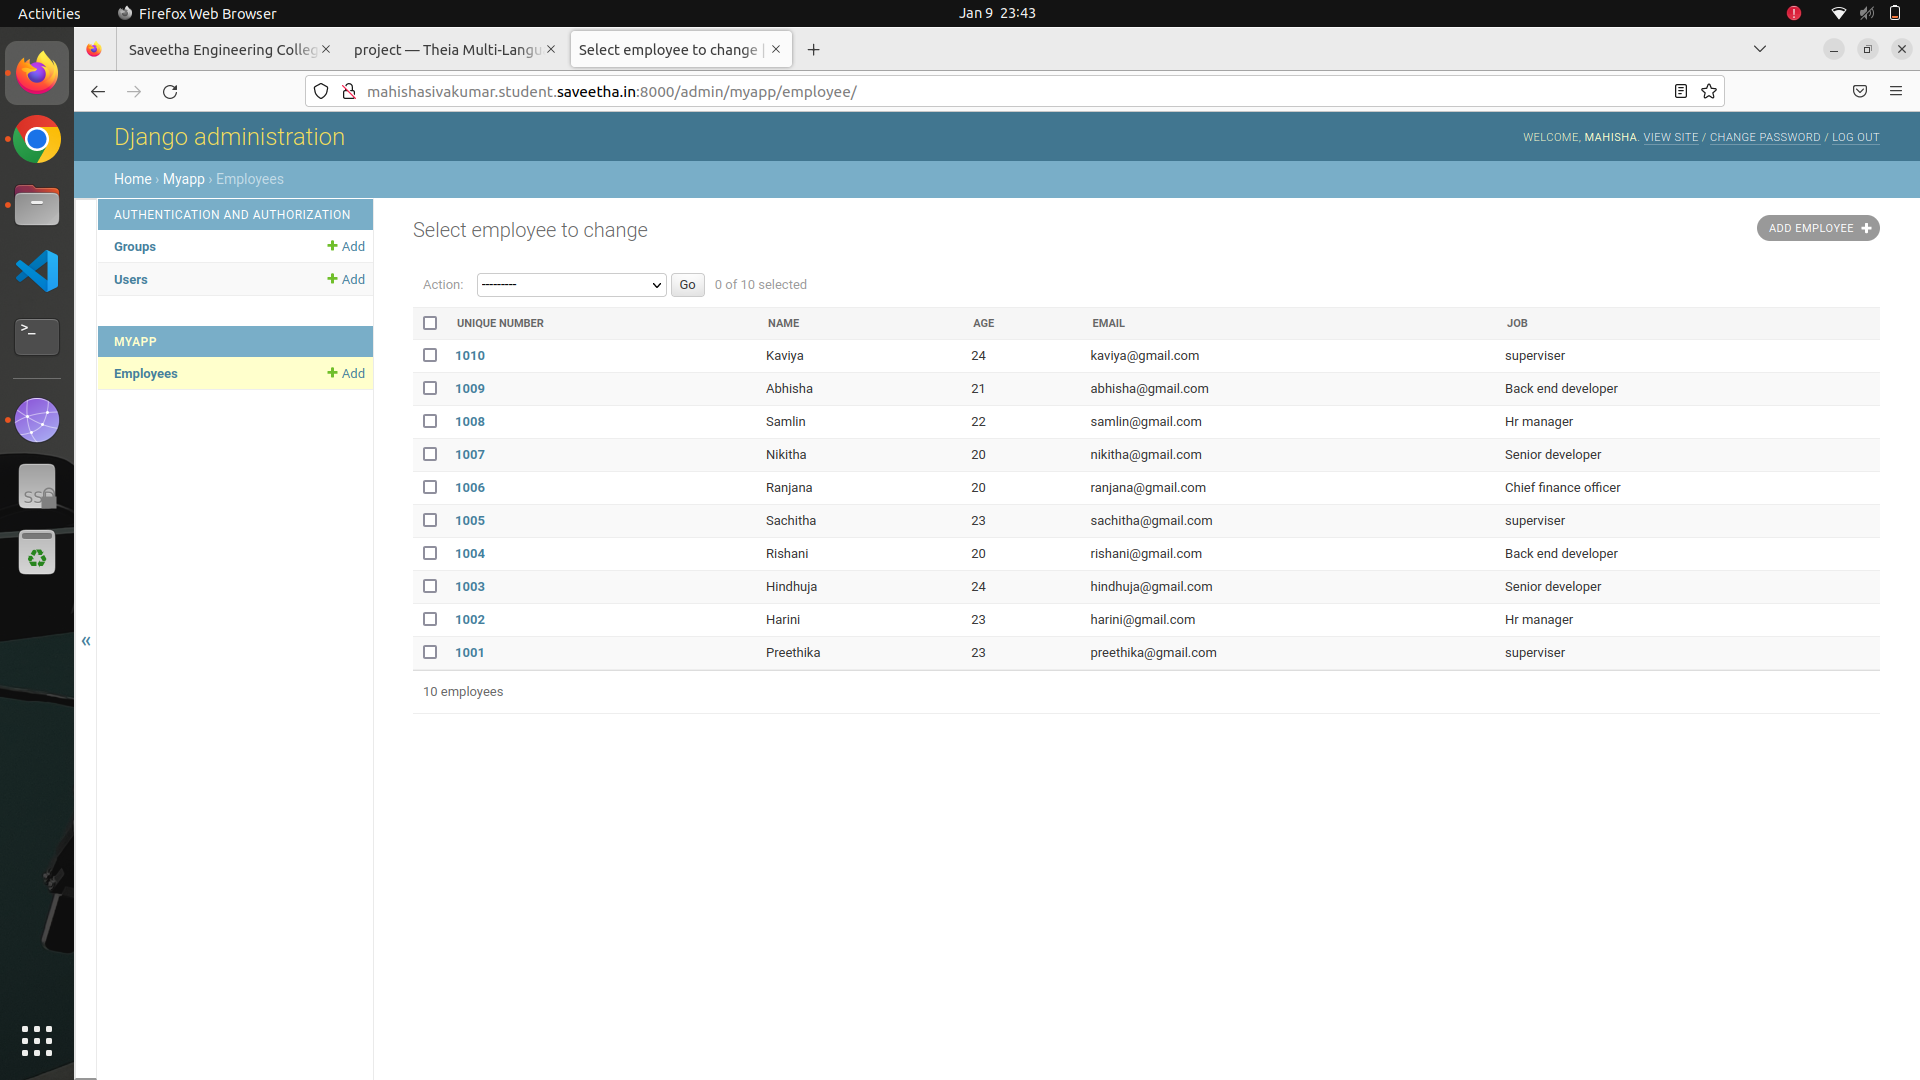 Activities Firefox Web Browser Jan 9 23:43
Saveetha Engineering Colleg project — Theia Multi-Langu Select employee to change |
mahishasivakumar.student.saveetha.in:8000/admin/myapp/employee/
Django administration WELCOME, MAHISHA. VIEW SITE / CHANGE PASSWORD / LOG OUT
Home › Myapp › Employees
AUTHENTICATION AND AUTHORIZATION
Groups + Add
Users + Add
MYAPP
Employees + Add
«
Select employee to change ADD EMPLOYEE +
Action: --------- Go 0 of 10 selected
UNIQUE NUMBER NAME AGE EMAIL JOB
1010 Kaviya 24 kaviya@gmail.com superviser
1009 Abhisha 21 abhisha@gmail.com Back end developer
1008 Samlin 22 samlin@gmail.com Hr manager
1007 Nikitha 20 nikitha@gmail.com Senior developer
1006 Ranjana 20 ranjana@gmail.com Chief finance officer
1005 Sachitha 23 sachitha@gmail.com superviser
1004 Rishani 20 rishani@gmail.com Back end developer
1003 Hindhuja 24 hindhuja@gmail.com Senior developer
1002 Harini 23 harini@gmail.com Hr manager
1001 Preethika 23 preethika@gmail.com superviser
10 employees